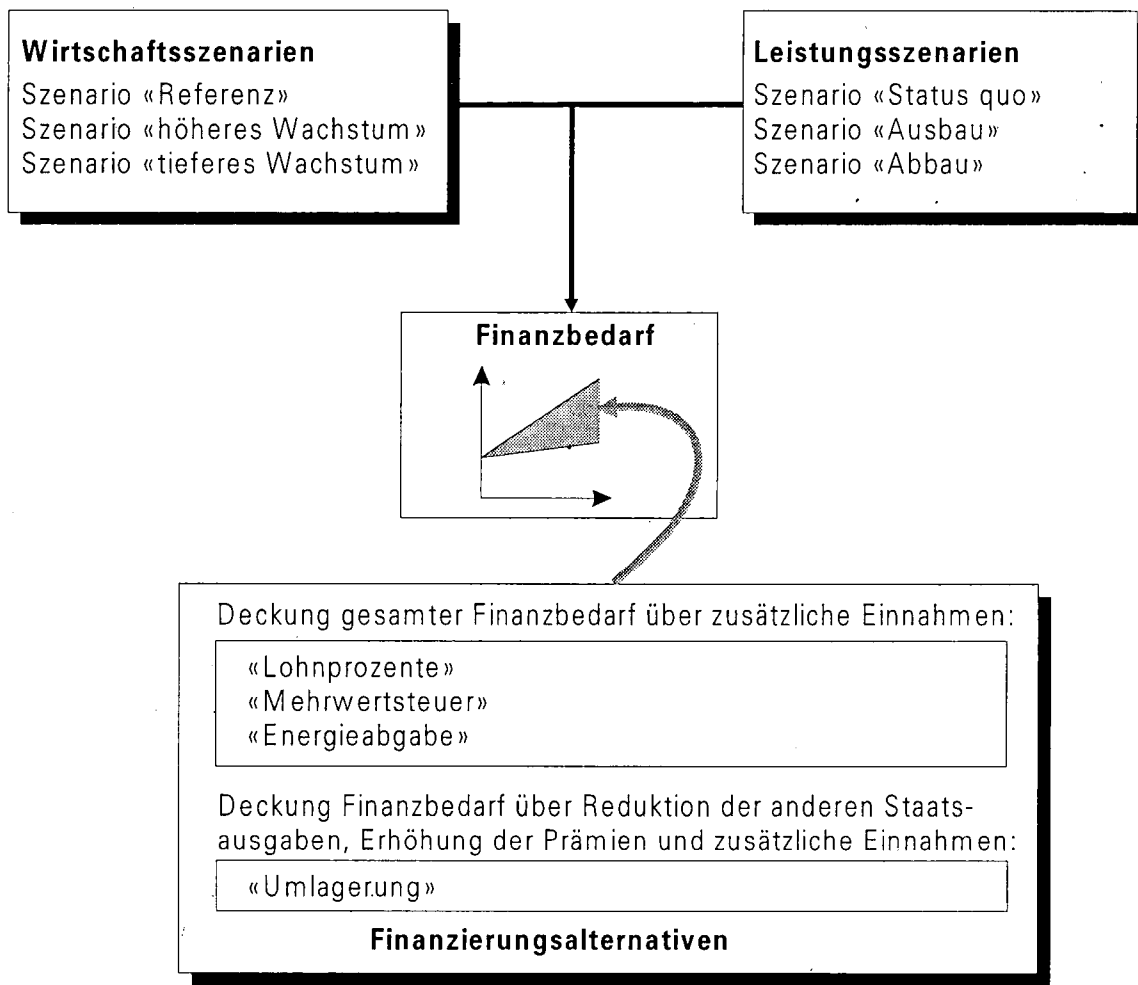 Wirtschaftsszenarien
Szenario «Referenz»
Szenario «höheres Wachstum»
Szenario «tieferes Wachstum»
Leistungsszenarien
Szenario «Status quo»
Szenario «Ausbau»
Szenario «Abbau»
Finanzbedarf
Deckung gesamter Finanzbedarf über zusätzliche Einnahmen:
«Lohnprozente»
«Mehrwertsteuer»
«Energieabgabe»
Deckung Finanzbedarf über Reduktion der anderen Staats-
ausgaben, Erhöhung der Prämien und zusätzliche Einnahmen:
«Umlagerung»
Finanzierungsalternativen